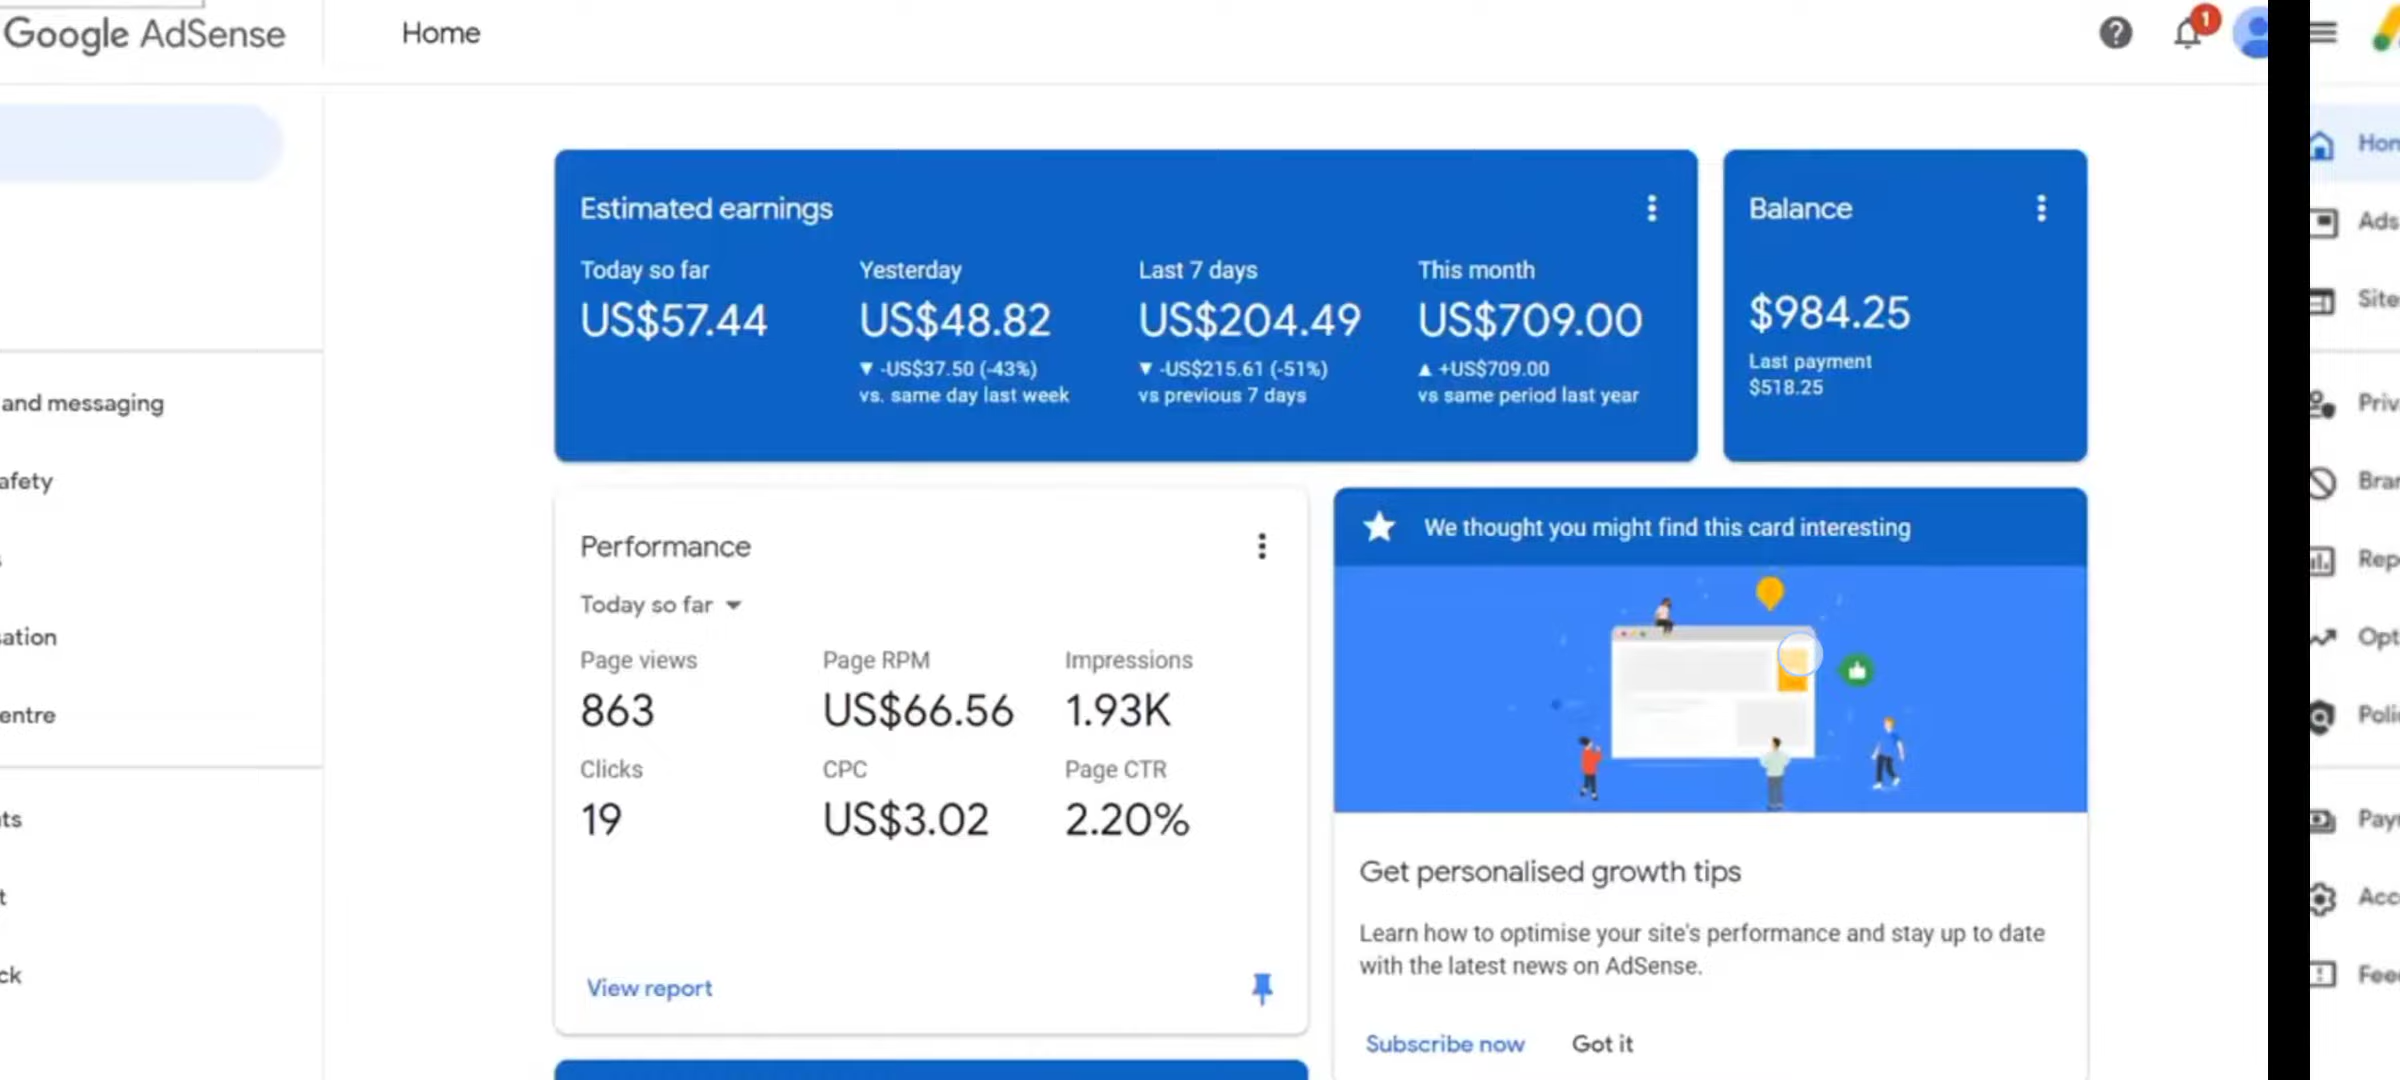 Google AdSense
Home
1
and messaging
afety
sation
entre
ts
t
ck
Estimated earnings
Today so far
US$57.44
Yesterday
US$48.82
▼ -US$37.50 (-43%)
vs. same day last week
Last 7 days
US$204.49
▼ -US$215.61 (-51%)
vs previous 7 days
This month
US$709.00
▲ +US$709.00
vs same period last year
Balance
$984.25
Last payment
$518.25
Performance
Today so far
Page views
863
Page RPM
US$66.56
Impressions
1.93K
Clicks
19
CPC
US$3.02
Page CTR
2.20%
View report
We thought you might find this card interesting
Get personalised growth tips
Learn how to optimise your site's performance and stay up to date
with the latest news on AdSense.
Subscribe now
Got it
Hom
Ads
Site
Priv
Bran
Rep
Opt
Poli
Pay
Acc
Fee